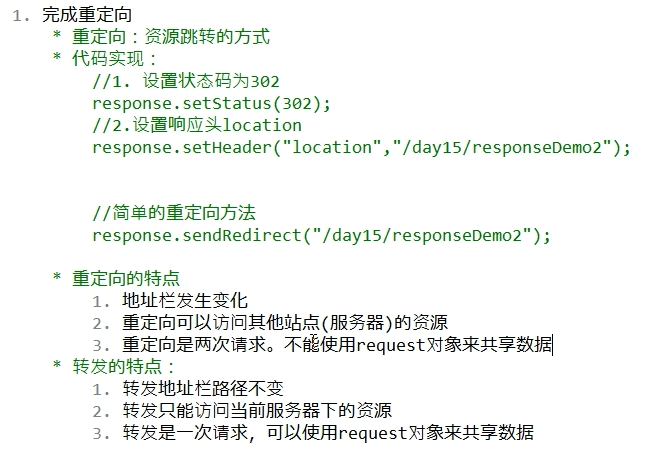 1. 完成重定向
* 重定向：资源跳转的方式
* 代码实现：
//1. 设置状态码为302
response.setStatus(302);
//2.设置响应头location
response.setHeader("location","/day15/responseDemo2");
//简单的重定向方法
response.sendRedirect("/day15/responseDemo2");
* 重定向的特点
1. 地址栏发生变化
2. 重定向可以访问其他站点(服务器)的资源
3. 重定向是两次请求。不能使用request对象来共享数据
* 转发的特点：
1. 转发地址栏路径不变
2. 转发只能访问当前服务器下的资源
3. 转发是一次请求，可以使用request对象来共享数据